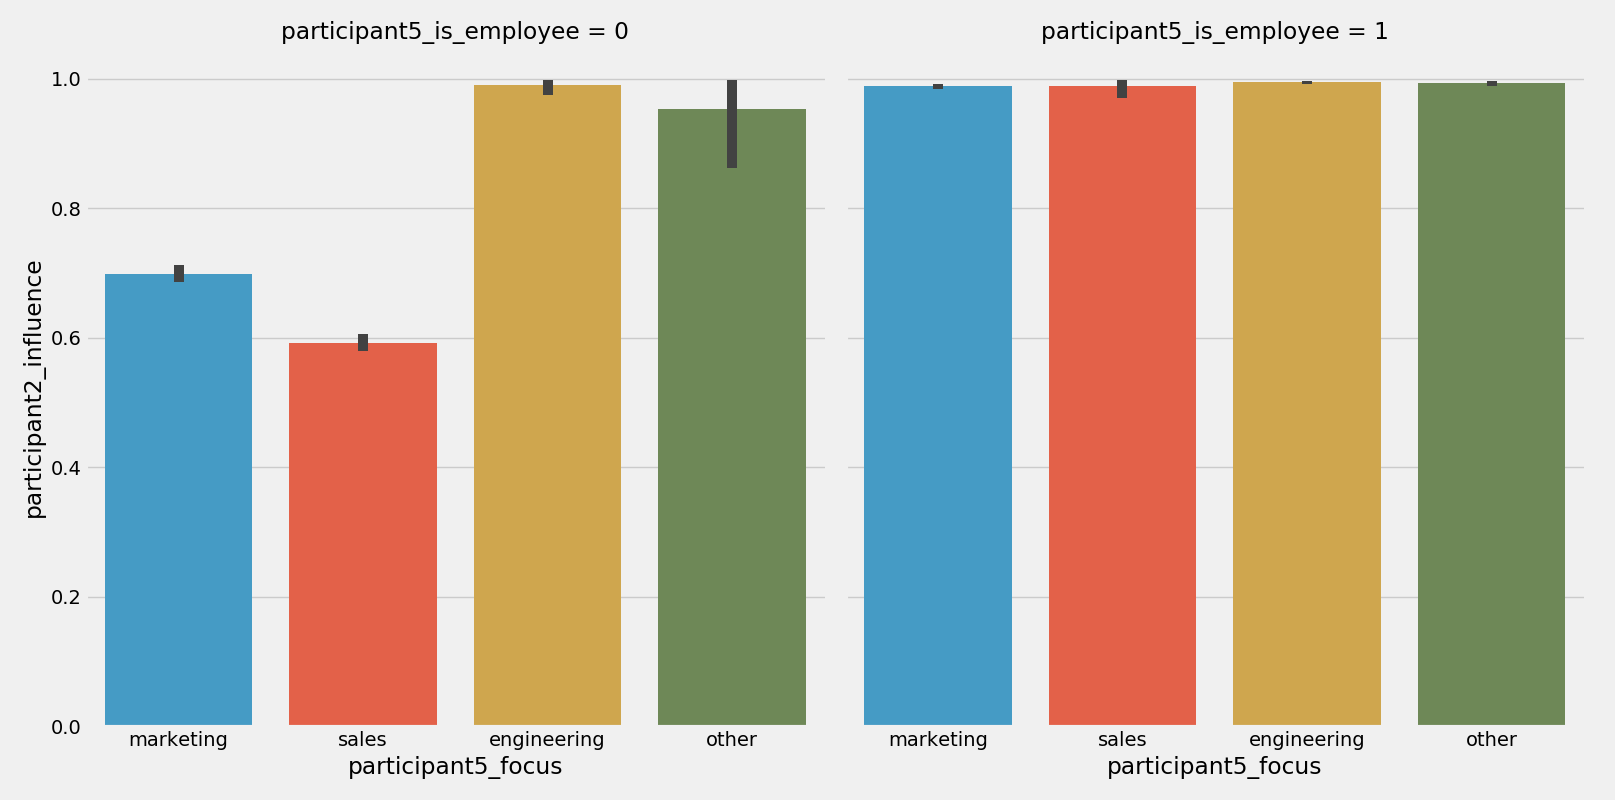 participant5_is_employee = 0
participant5_is_employee = 1
participant2_influence
1.0
0.8
0.6
0.4
0.2
0.0
marketing sales engineering other
marketing sales engineering other
participant5_focus
participant5_focus